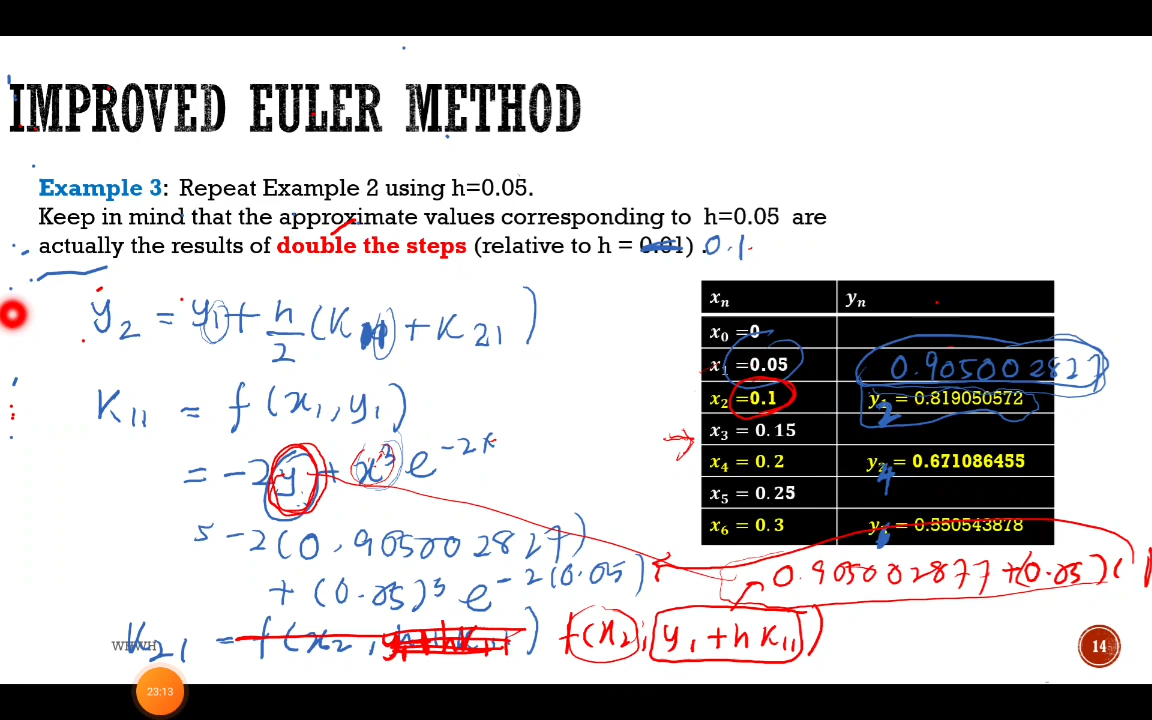 IMPROVED EULER METHOD
Example 3: Repeat Example 2 using h=0.05.
Keep in mind that the approximate values corresponding to h=0.05 are
actually the results of double the steps (relative to h = 0.01) . 0.1
y₂ = y₁ + h/2 (K₁₁ + K₂₁)
K₁₁ = f(x₁, y₁)
= -2y + x³ e^-2x
= -2(0.905002827)
+ (0.05)³ e^-2(0.05)
K₂₁ = f(x₂, ) f(x₂, y₁ + h K₁₁)
xₙ yₙ
x₀ =0
x₁ =0.05 0.9050028277
x₂ =0.1 y₂ = 0.819050572
x₃ = 0.15
x₄ = 0.2 y₄ = 0.671086455
x₅ = 0.25
x₆ = 0.3 y₆ = 0.550543878
0.905002877 + (0.05)(
WHWH
23:13
14